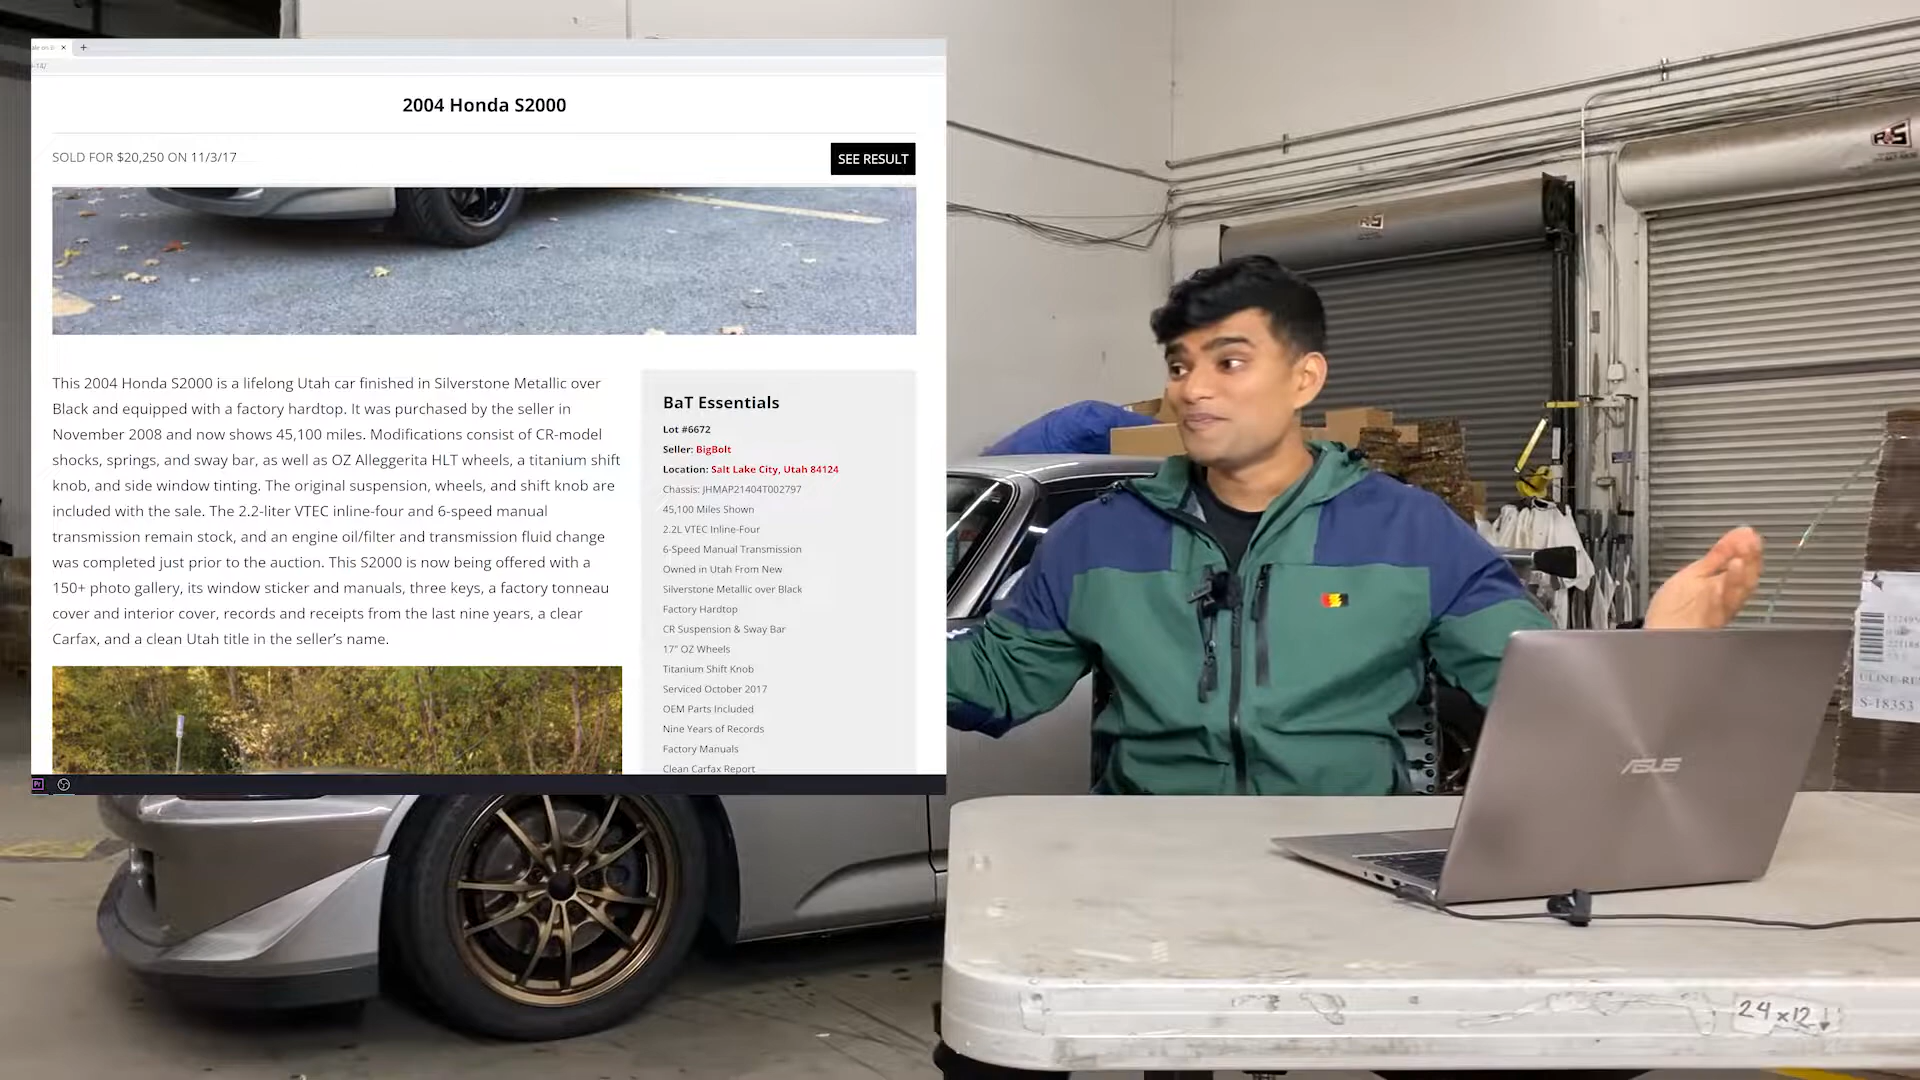 2004 Honda S2000
SOLD FOR $20,250 ON 11/3/17
SEE RESULT
This 2004 Honda S2000 is a lifelong Utah car finished in Silverstone Metallic over
Black and equipped with a factory hardtop. It was purchased by the seller in
November 2008 and now shows 45,100 miles. Modifications consist of CR-model
shocks, springs, and sway bar, as well as OZ Alleggerita HLT wheels, a titanium shift
knob, and side window tinting. The original suspension, wheels, and shift knob are
included with the sale. The 2.2-liter VTEC inline-four and 6-speed manual
transmission remain stock, and an engine oil/filter and transmission fluid change
was completed just prior to the auction. This S2000 is now being offered with a
150+ photo gallery, its window sticker and manuals, three keys, a factory tonneau
cover and interior cover, records and receipts from the last nine years, a clear
Carfax, and a clean Utah title in the seller's name.
BaT Essentials
Lot #6672
Seller: BigBolt
Location: Salt Lake City, Utah 84124
Chassis: JHMAP21404T002797
45,100 Miles Shown
2.2L VTEC Inline-Four
6-Speed Manual Transmission
Owned in Utah From New
Silverstone Metallic over Black
Factory Hardtop
CR Suspension & Sway Bar
17" OZ Wheels
Titanium Shift Knob
Serviced October 2017
OEM Parts Included
Nine Years of Records
Factory Manuals
Clean Carfax Report
Pr
R&S
R&S
ASUS
S-18353
24x12